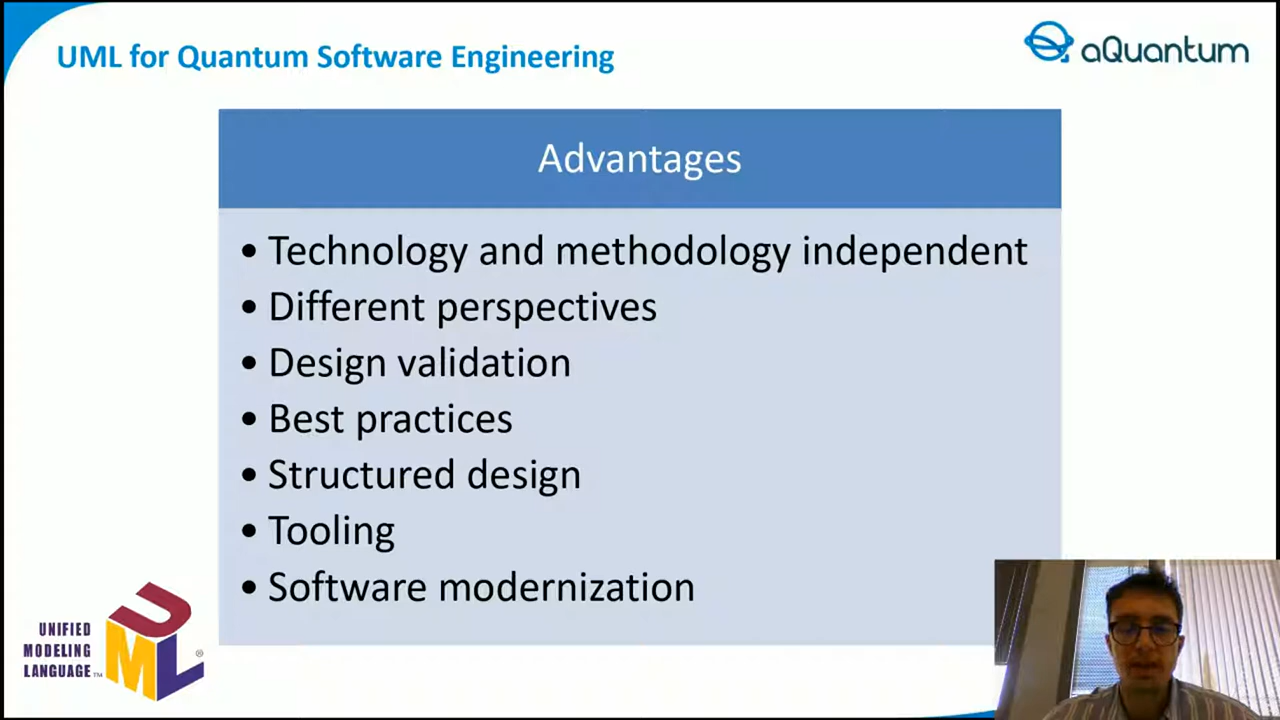 UML for Quantum Software Engineering
aQuantum
Advantages
• Technology and methodology independent
• Different perspectives
• Design validation
• Best practices
• Structured design
• Tooling
• Software modernization
UNIFIED
MODELING
LANGUAGE™
UML®